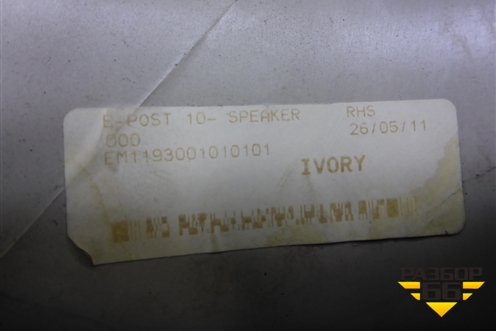 B-POST 10- SPEAKER RHS
000 26/05/11
EM1193001010101
IVORY
РАЗБОР
66